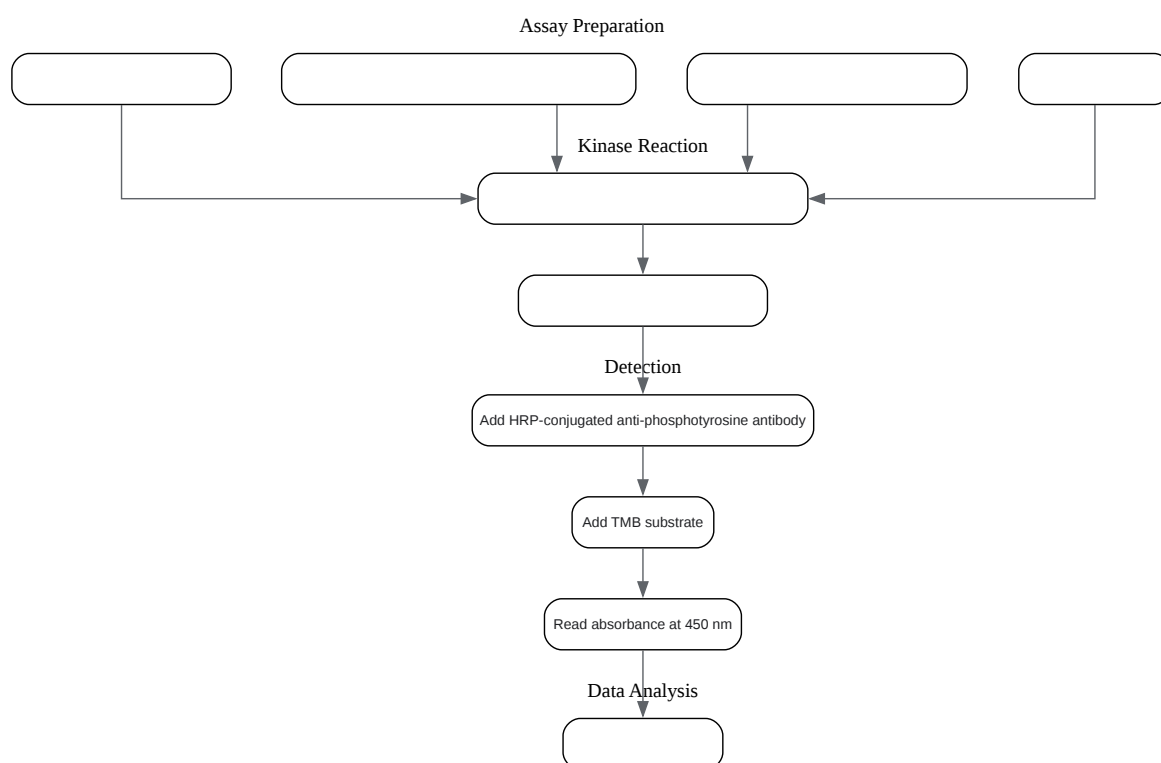 Assay Preparation
Kinase Reaction
Detection
Add HRP-conjugated anti-phosphotyrosine antibody
Add TMB substrate
Read absorbance at 450 nm
Data Analysis